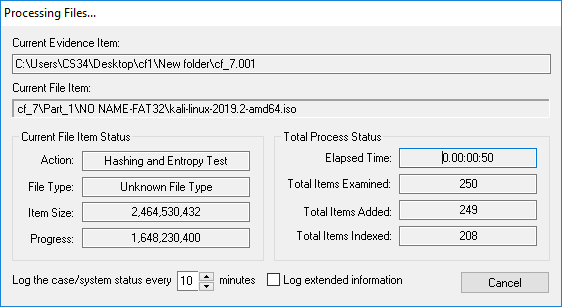 Processing Files...
Current Evidence Item:
C:\Users\CS34\Desktop\cf1\New folder\cf_7.001
Current File Item:
cf_7\Part_1\NO NAME-FAT32\kali-linux-2019.2-amd64.iso
Current File Item Status
Action: Hashing and Entropy Test
File Type: Unknown File Type
Item Size: 2,464,530,432
Progress: 1,648,230,400
Total Process Status
Elapsed Time: 0.00:00:50
Total Items Examined: 250
Total Items Added: 249
Total Items Indexed: 208
Log the case/system status every 10 minutes
Log extended information
Cancel